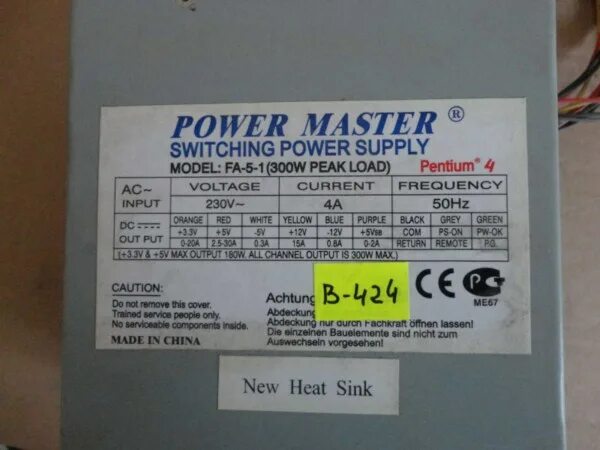 POWER MASTER ®
SWITCHING POWER SUPPLY
MODEL: FA-5-1(300W PEAK LOAD) Pentium® 4
AC~ INPUT VOLTAGE CURRENT FREQUENCY
230V~ 4A 50Hz
DC OUT PUT ORANGE RED WHITE YELLOW BLUE PURPLE BLACK GREY GREEN
+3.3V +5V -5V +12V -12V +5VSB COM PS-ON PW-OK
0-20A 2.5-30A 0.3A 15A 0.8A 0-2A RETURN REMOTE P.G.
(+3.3V & +5V MAX OUTPUT 180W. ALL CHANNEL OUTPUT IS 300W MAX.)
CAUTION:
Do not remove this cover.
Trained service people only.
No serviceable components inside.
MADE IN CHINA
Achtung
Abdeckung
Abdeckung nur durch Fachkraft öffnen lassen!
Die einzelnen Bauelemente sind nicht zum
Auswechseln vorgesehen!
B-424
CE
ME67
New Heat Sink